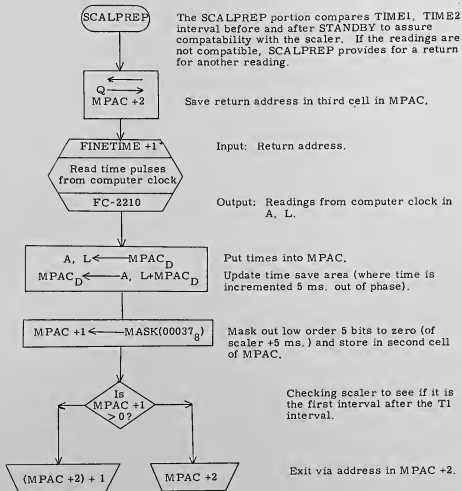 SCALPREP
The SCALPREP portion compares TIME1, TIME2
interval before and after STANDBY to assure
compatability with the scaler. If the readings are
not compatible, SCALPREP provides for a return
for another reading.
Q
MPAC +2
Save return address in third cell in MPAC.
FINETIME +1
Input: Return address.
Read time pulses
from computer clock
FC-2210
Output: Readings from computer clock in
A, L.
A, L ← MPAC_D
Put times into MPAC.
MPAC_D ← A, L+MPAC_D
Update time save area (where time is
incremented 5 ms. out of phase).
MPAC +1 ← MASK(00037_8)
Mask out low order 5 bits to zero (of
scaler +5 ms.) and store in second cell
of MPAC.
Is
MPAC +1
> 0?
Checking scaler to see if it is
the first interval after the T1
interval.
(MPAC +2) + 1
MPAC +2
Exit via address in MPAC +2.